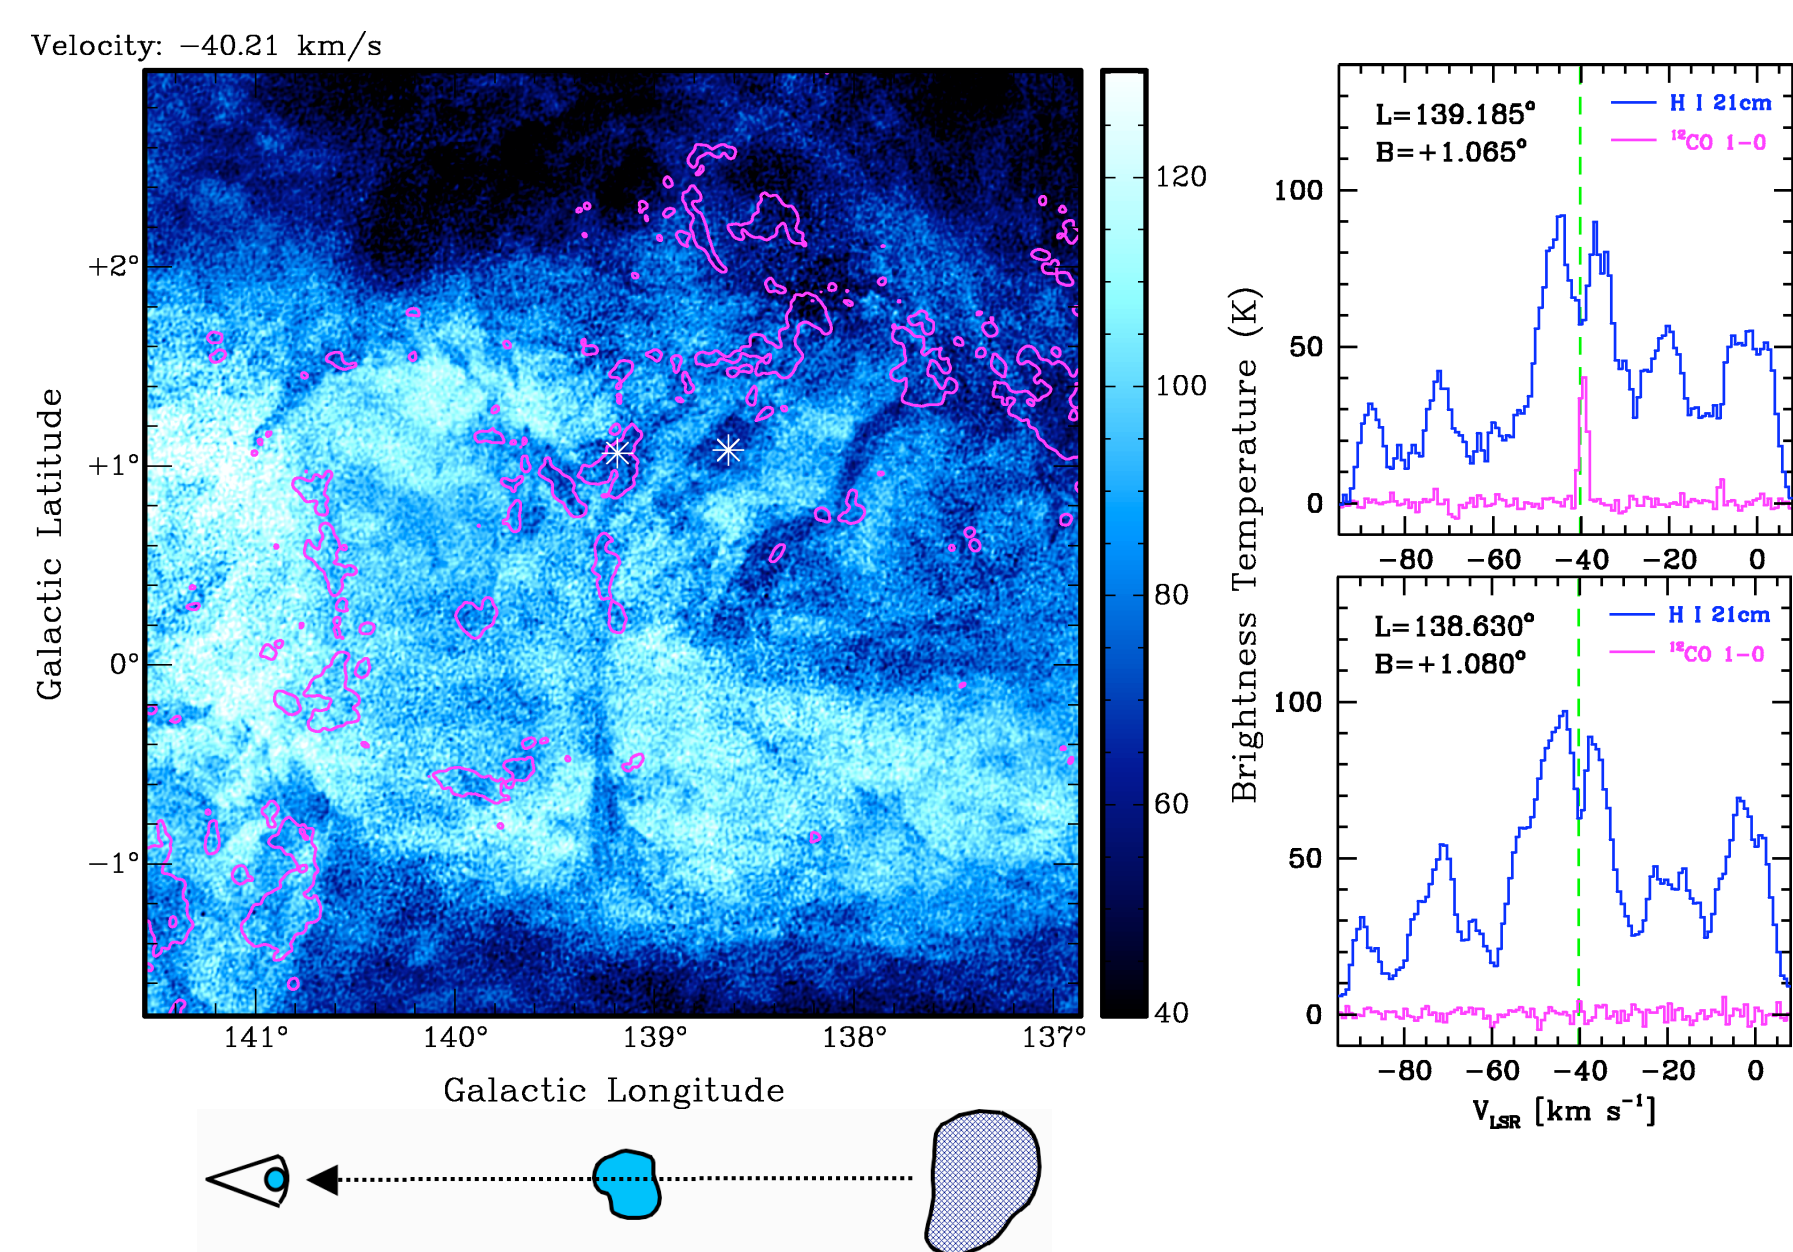 Velocity: −40.21 km/s
Galactic Latitude
+2°
+1°
0°
−1°
141° 140° 139° 138° 137°
Galactic Longitude
120
100
80
60
40
Brightness Temperature (K)
L=139.185°
B=+1.065°
H I 21cm
¹²CO 1−0
100
50
0
−80 −60 −40 −20 0
L=138.630°
B=+1.080°
H I 21cm
¹²CO 1−0
100
50
0
−80 −60 −40 −20 0
V_LSR [km s⁻¹]